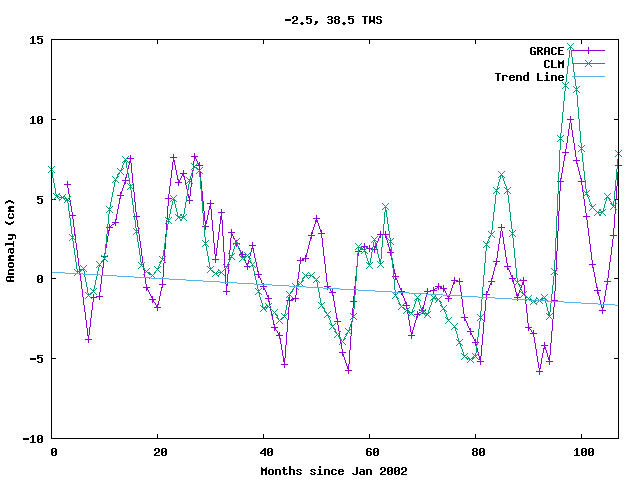 -2.5, 38.5 TWS
GRACE
CLM
Trend Line
15
10
5
0
-5
-10
Anomaly (cm)
0 20 40 60 80 100
Months since Jan 2002